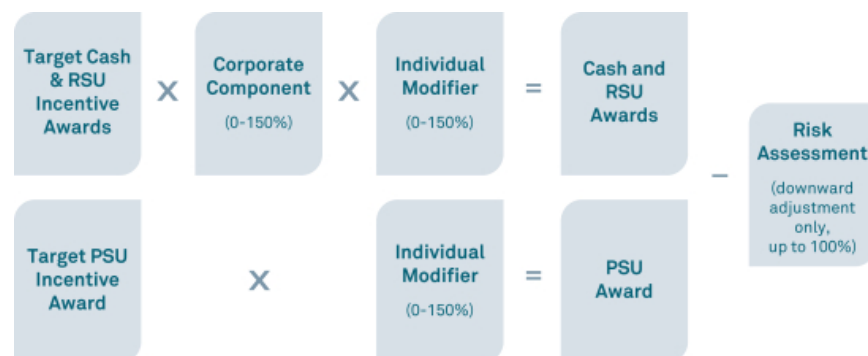 Target Cash
& RSU
Incentive
Awards
X
Corporate
Component
(0-150%)
X
Individual
Modifier
(0-150%)
=
Cash and
RSU
Awards
–
Risk
Assessment
(downward
adjustment
only,
up to 100%)
Target PSU
Incentive
Award
X
Individual
Modifier
(0-150%)
=
PSU
Award